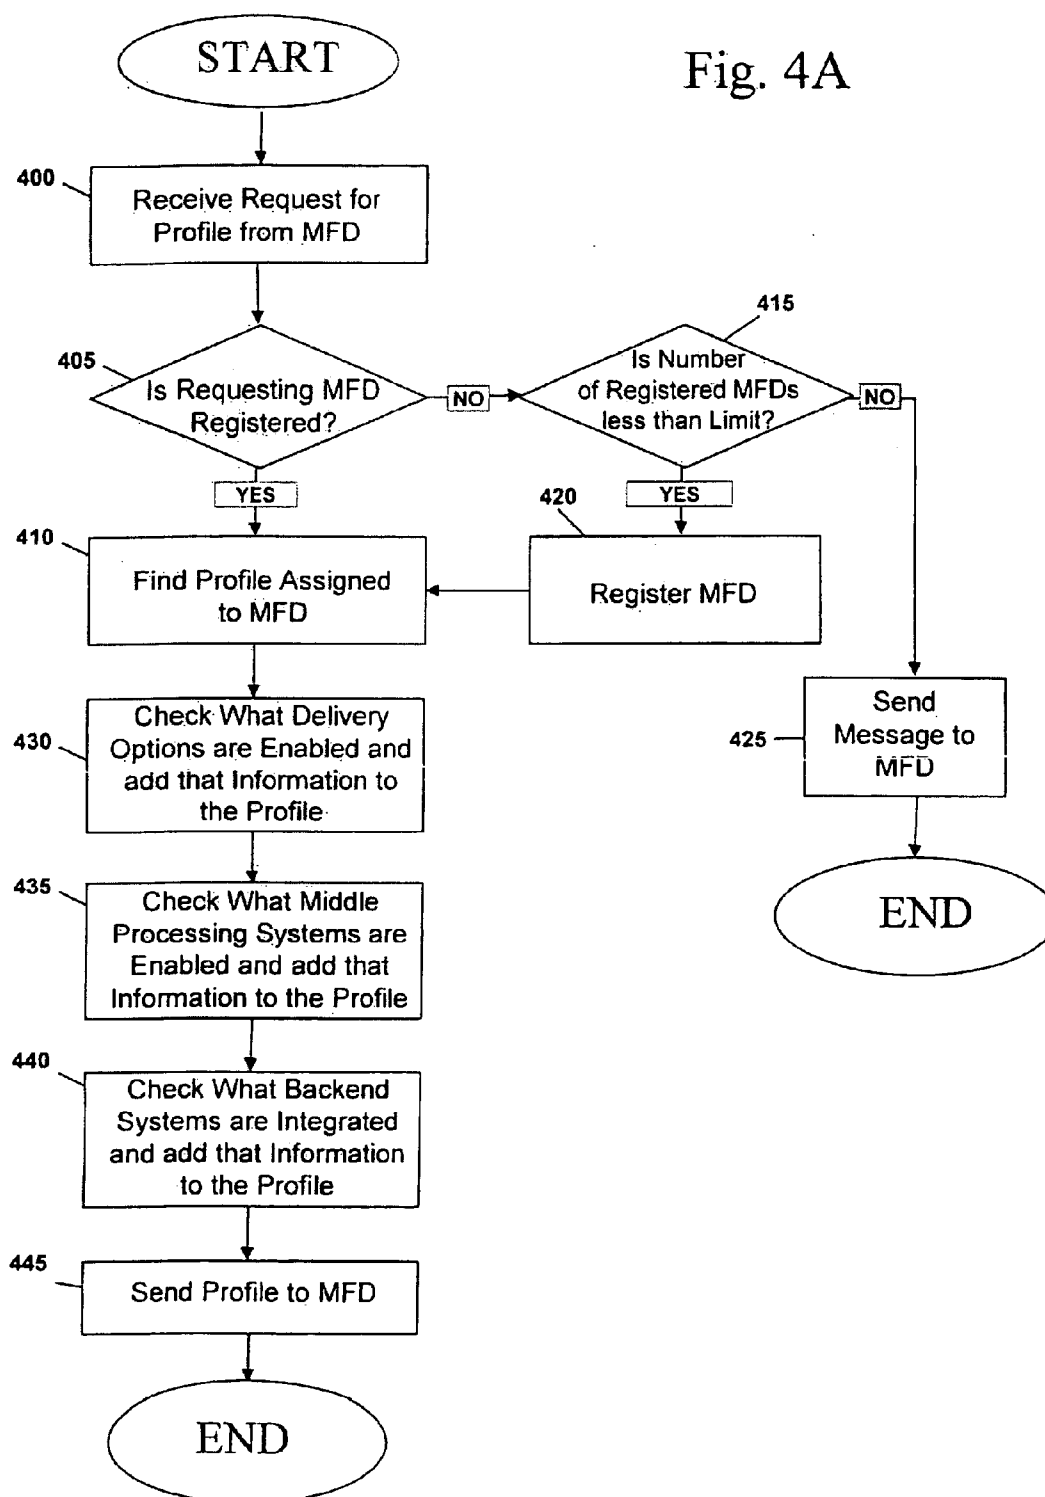 START
Fig. 4A
400
Receive Request for
Profile from MFD
405
Is Requesting MFD
Registered?
NO
415
Is Number
of Registered MFDs
less than Limit?
NO
YES
YES
410
Find Profile Assigned
to MFD
420
Register MFD
425
Send
Message to
MFD
END
430
Check What Delivery
Options are Enabled and
add that Information to
the Profile
435
Check What Middle
Processing Systems are
Enabled and add that
Information to the Profile
440
Check What Backend
Systems are Integrated
and add that Information
to the Profile
445
Send Profile to MFD
END